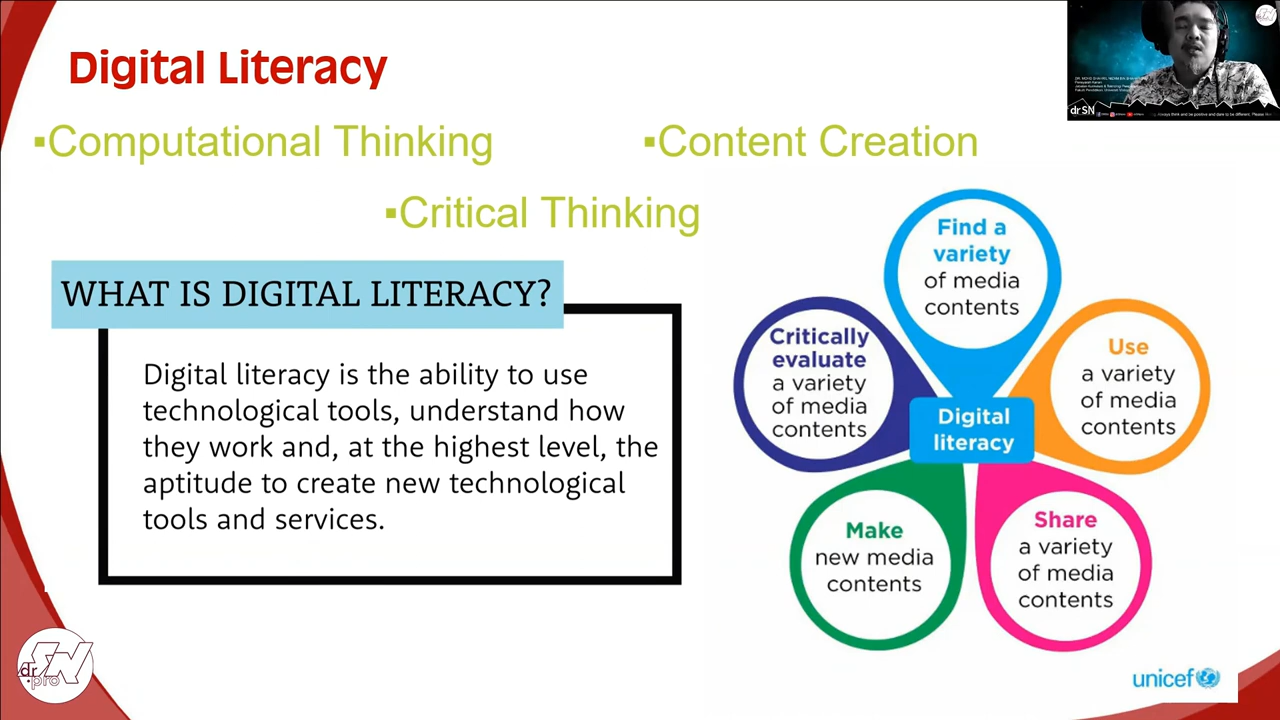 Digital Literacy
▪Computational Thinking
▪Content Creation
▪Critical Thinking
WHAT IS DIGITAL LITERACY?
Digital literacy is the ability to use
technological tools, understand how
they work and, at the highest level, the
aptitude to create new technological
tools and services.
Find a
variety
of media
contents
Critically
evaluate
a variety
of media
contents
Use
a variety
of media
contents
Digital
literacy
Make
new media
contents
Share
a variety
of media
contents
unicef
dr
SN
.pro
dr SN